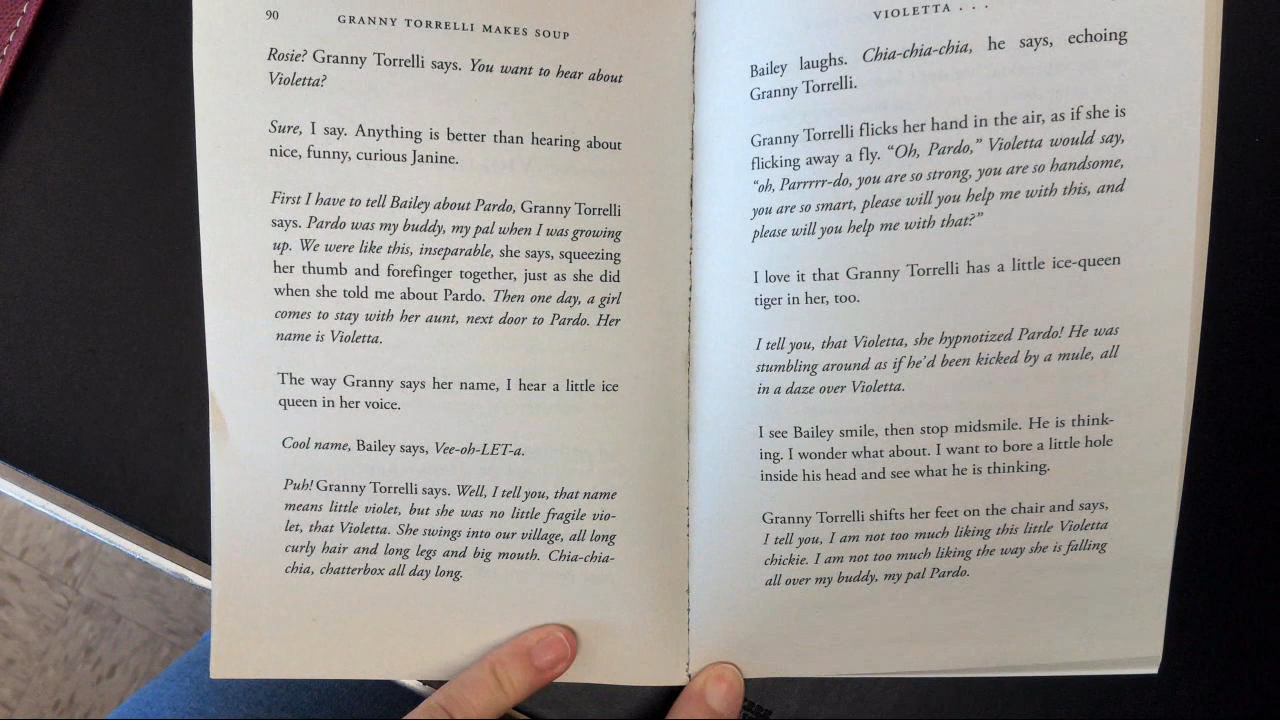 90
GRANNY TORRELLI MAKES SOUP
Rosie? Granny Torrelli says. You want to hear about
Violetta?
Sure, I say. Anything is better than hearing about
nice, funny, curious Janine.
First I have to tell Bailey about Pardo, Granny Torrelli
says. Pardo was my buddy, my pal when I was growing
up. We were like this, inseparable, she says, squeezing
her thumb and forefinger together, just as she did
when she told me about Pardo. Then one day, a girl
comes to stay with her aunt, next door to Pardo. Her
name is Violetta.
The way Granny says her name, I hear a little ice
queen in her voice.
Cool name, Bailey says, Vee-oh-LET-a.
Puh! Granny Torrelli says. Well, I tell you, that name
means little violet, but she was no little fragile vio-
let, that Violetta. She swings into our village, all long
curly hair and long legs and big mouth. Chia-chia-
chia, chatterbox all day long.
VIOLETTA . . .
Bailey laughs. Chia-chia-chia, he says, echoing
Granny Torrelli.
Granny Torrelli flicks her hand in the air, as if she is
flicking away a fly. “Oh, Pardo,” Violetta would say,
“oh, Parrrrr-do, you are so strong, you are so handsome,
you are so smart, please will you help me with this, and
please will you help me with that?”
I love it that Granny Torrelli has a little ice-queen
tiger in her, too.
I tell you, that Violetta, she hypnotized Pardo! He was
stumbling around as if he’d been kicked by a mule, all
in a daze over Violetta.
I see Bailey smile, then stop midsmile. He is think-
ing. I wonder what about. I want to bore a little hole
inside his head and see what he is thinking.
Granny Torrelli shifts her feet on the chair and says,
I tell you, I am not too much liking this little Violetta
chickie. I am not too much liking the way she is falling
all over my buddy, my pal Pardo.